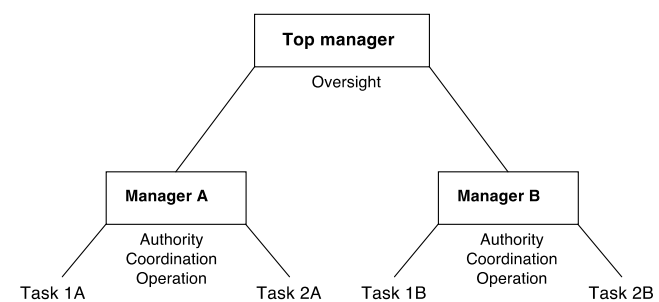 Top manager
Oversight
Manager A
Manager B
Authority
Coordination
Operation
Authority
Coordination
Operation
Task 1A
Task 2A
Task 1B
Task 2B